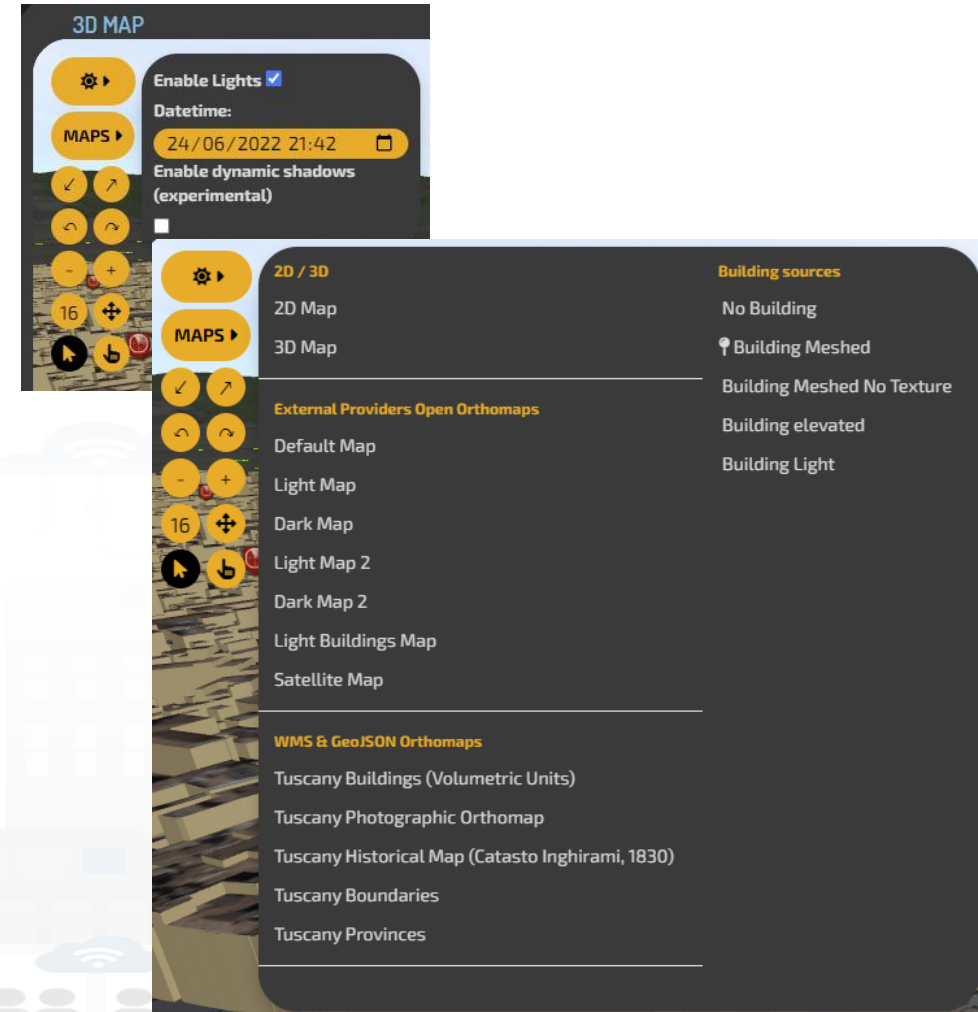 3D MAP
Enable Lights
Datetime:
MAPS
24/06/2022 21:42
Enable dynamic shadows
(experimental)
- +
16
MAPS
- +
16
2D / 3D
2D Map
3D Map
External Providers Open Orthomaps
Default Map
Light Map
Dark Map
Light Map 2
Dark Map 2
Light Buildings Map
Satellite Map
WMS & GeoJSON Orthomaps
Tuscany Buildings (Volumetric Units)
Tuscany Photographic Orthomap
Tuscany Historical Map (Catasto Inghirami, 1830)
Tuscany Boundaries
Tuscany Provinces
Building sources
No Building
Building Meshed
Building Meshed No Texture
Building elevated
Building Light